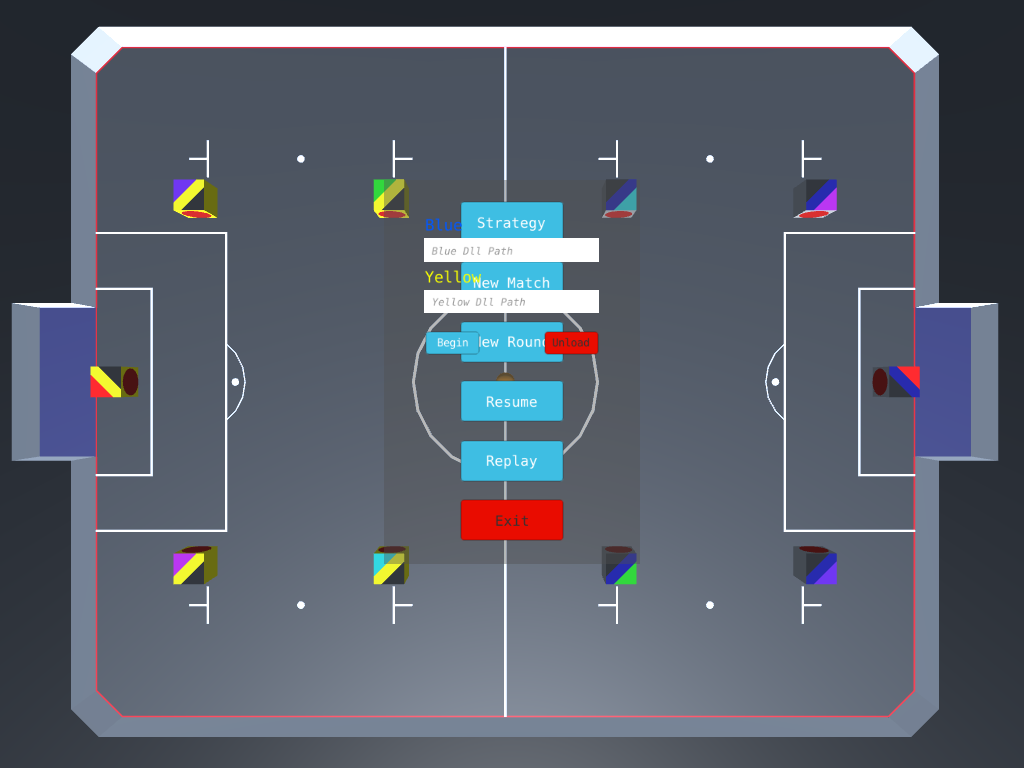 Strategy
Blue
Blue Dll Path
Yellow
New Match
Yellow Dll Path
Begin
New Round
Unload
Resume
Replay
Exit